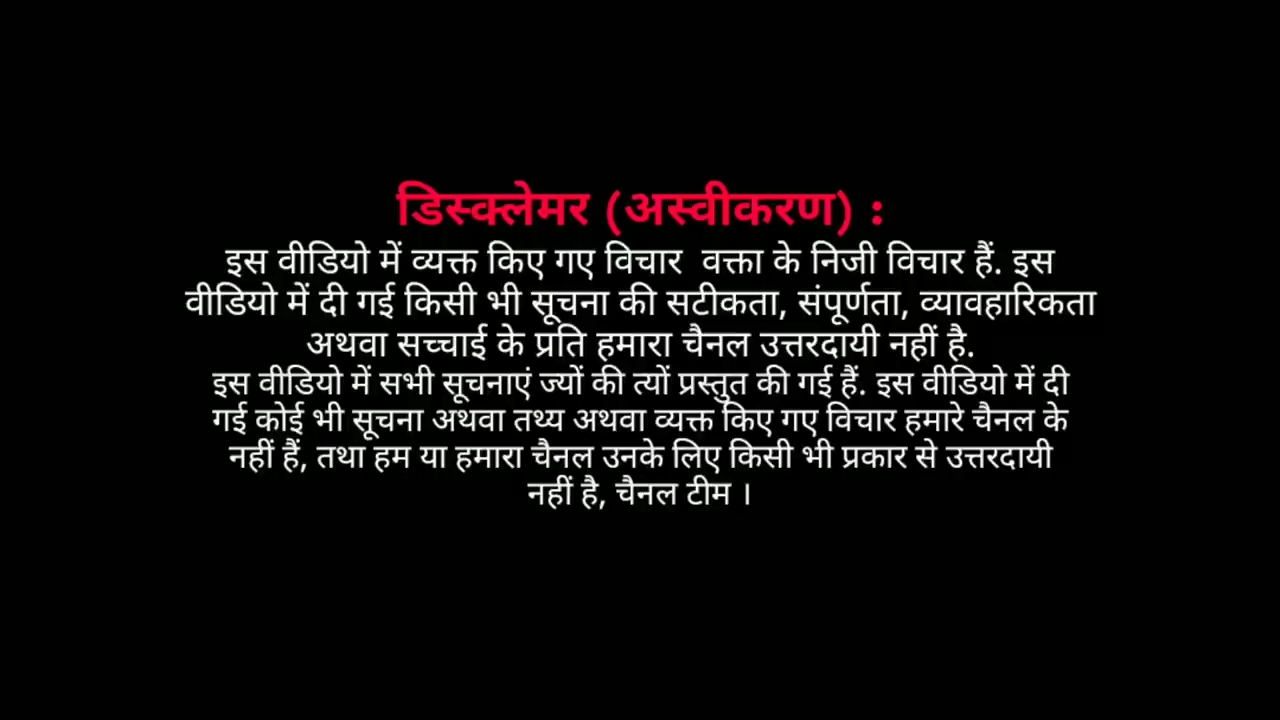 डिस्क्लेमर (अस्वीकरण) :
इस वीडियो में व्यक्त किए गए विचार वक्ता के निजी विचार हैं. इस
वीडियो में दी गई किसी भी सूचना की सटीकता, संपूर्णता, व्यावहारिकता
अथवा सच्चाई के प्रति हमारा चैनल उत्तरदायी नहीं है.
इस वीडियो में सभी सूचनाएं ज्यों की त्यों प्रस्तुत की गई हैं. इस वीडियो में दी
गई कोई भी सूचना अथवा तथ्य अथवा व्यक्त किए गए विचार हमारे चैनल के
नहीं हैं, तथा हम या हमारा चैनल उनके लिए किसी भी प्रकार से उत्तरदायी
नहीं है, चैनल टीम ।